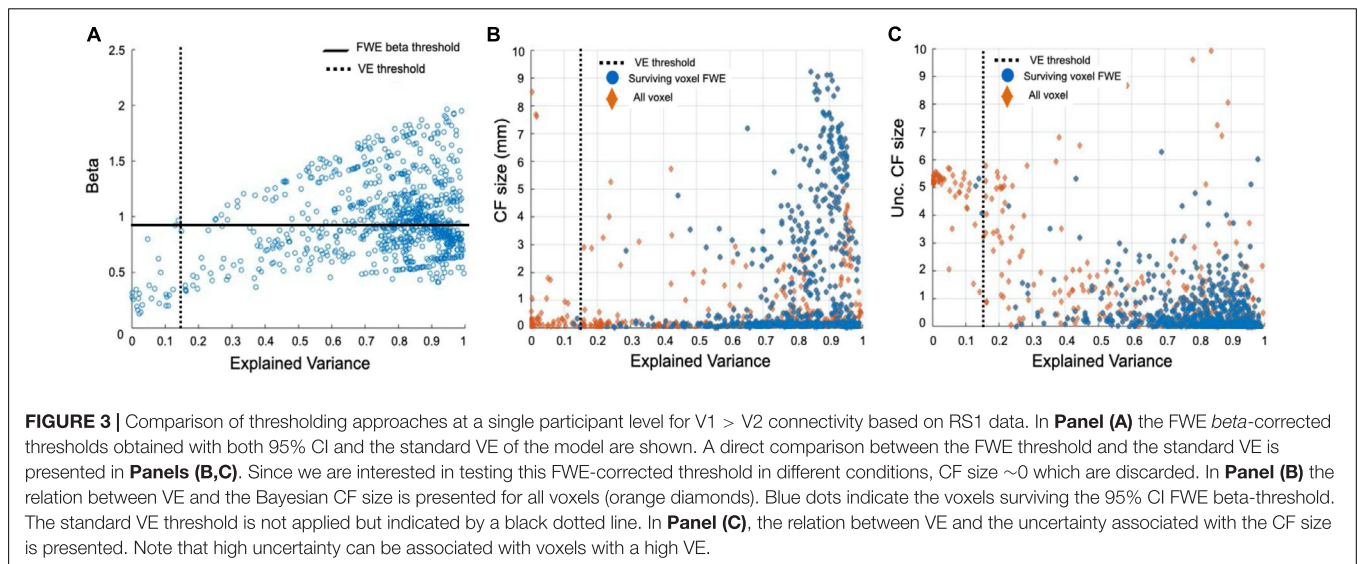 A
2.5
2
1.5
1
0.5
0
Beta
FWE beta threshold
VE threshold
0 0.1 0.2 0.3 0.4 0.5 0.6 0.7 0.8 0.9 1
Explained Variance
B
10
9
8
7
6
5
4
3
2
1
0
CF size (mm)
VE threshold
Surviving voxel FWE
All voxel
0 0.1 0.2 0.3 0.4 0.5 0.6 0.7 0.8 0.9 1
Explained Variance
C
10
9
8
7
6
5
4
3
2
1
0
Unc. CF size
VE threshold
Surviving voxel FWE
All voxel
0 0.1 0.2 0.3 0.4 0.5 0.6 0.7 0.8 0.9 1
Explained Variance
FIGURE 3 | Comparison of thresholding approaches at a single participant level for V1 > V2 connectivity based on RS1 data. In Panel (A) the FWE beta-corrected
thresholds obtained with both 95% CI and the standard VE of the model are shown. A direct comparison between the FWE threshold and the standard VE is
presented in Panels (B,C). Since we are interested in testing this FWE-corrected threshold in different conditions, CF size ~0 which are discarded. In Panel (B) the
relation between VE and the Bayesian CF size is presented for all voxels (orange diamonds). Blue dots indicate the voxels surviving the 95% CI FWE beta-threshold.
The standard VE threshold is not applied but indicated by a black dotted line. In Panel (C), the relation between VE and the uncertainty associated with the CF size
is presented. Note that high uncertainty can be associated with voxels with a high VE.